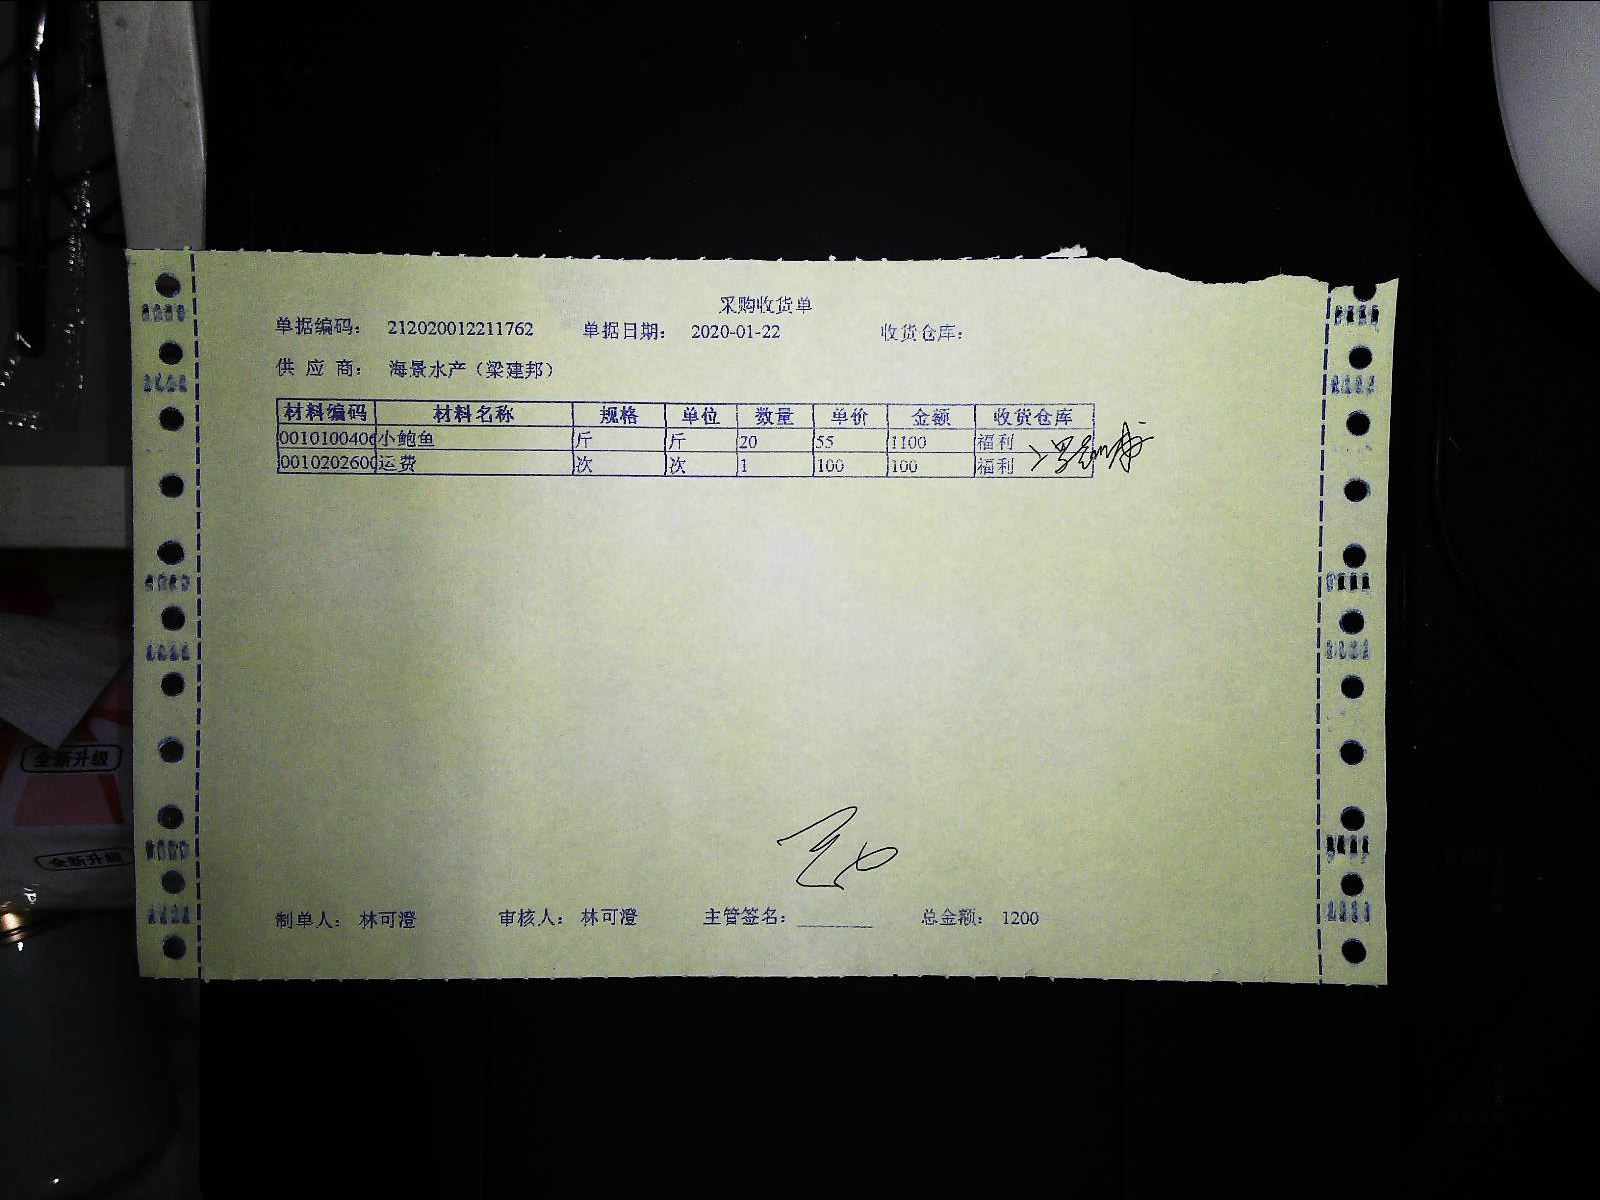 采购收货单
单据编码： 212020012211762 单据日期： 2020-01-22 收货仓库：
供 应 商： 海景水产（梁建邦）
材料编码 材料名称 规格 单位 数量 单价 金额 收货仓库
0010100406 小鲍鱼 斤 斤 20 55 1100 福利
0010202600 运费 次 次 1 100 100 福利
制单人： 林可澄 审核人： 林可澄 主管签名： 总金额： 1200
全新升级
全新升级